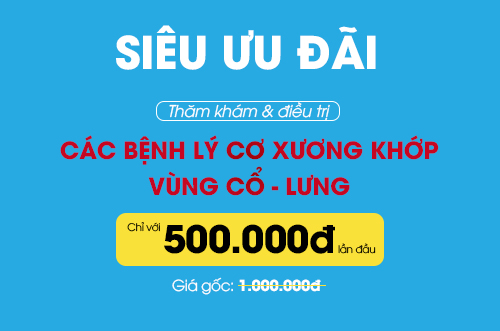 SIÊU ƯU ĐÃI
Thăm khám & điều trị
CÁC BỆNH LÝ CƠ XƯƠNG KHỚP
VÙNG CỔ - LƯNG
Chỉ với 500.000đ lần đầu
Giá gốc: 1.000.000đ